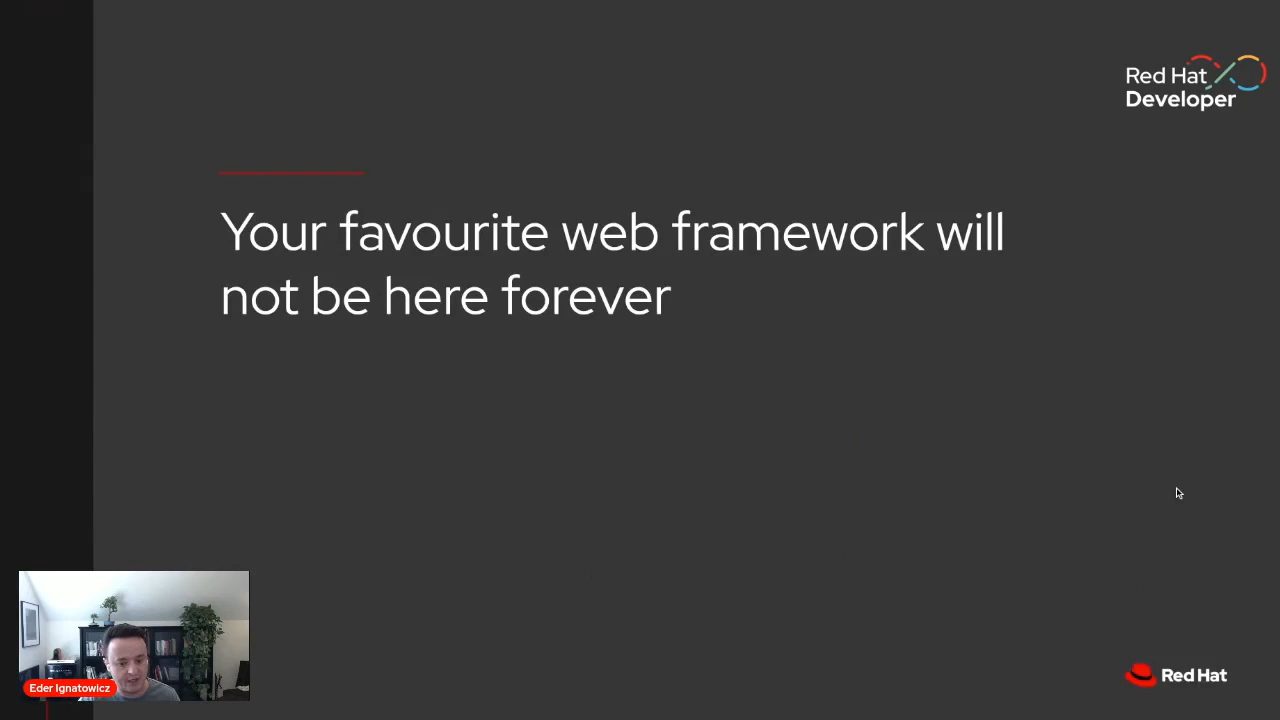 Red Hat
Developer
Your favourite web framework will
not be here forever
Eder Ignatowicz
Red Hat